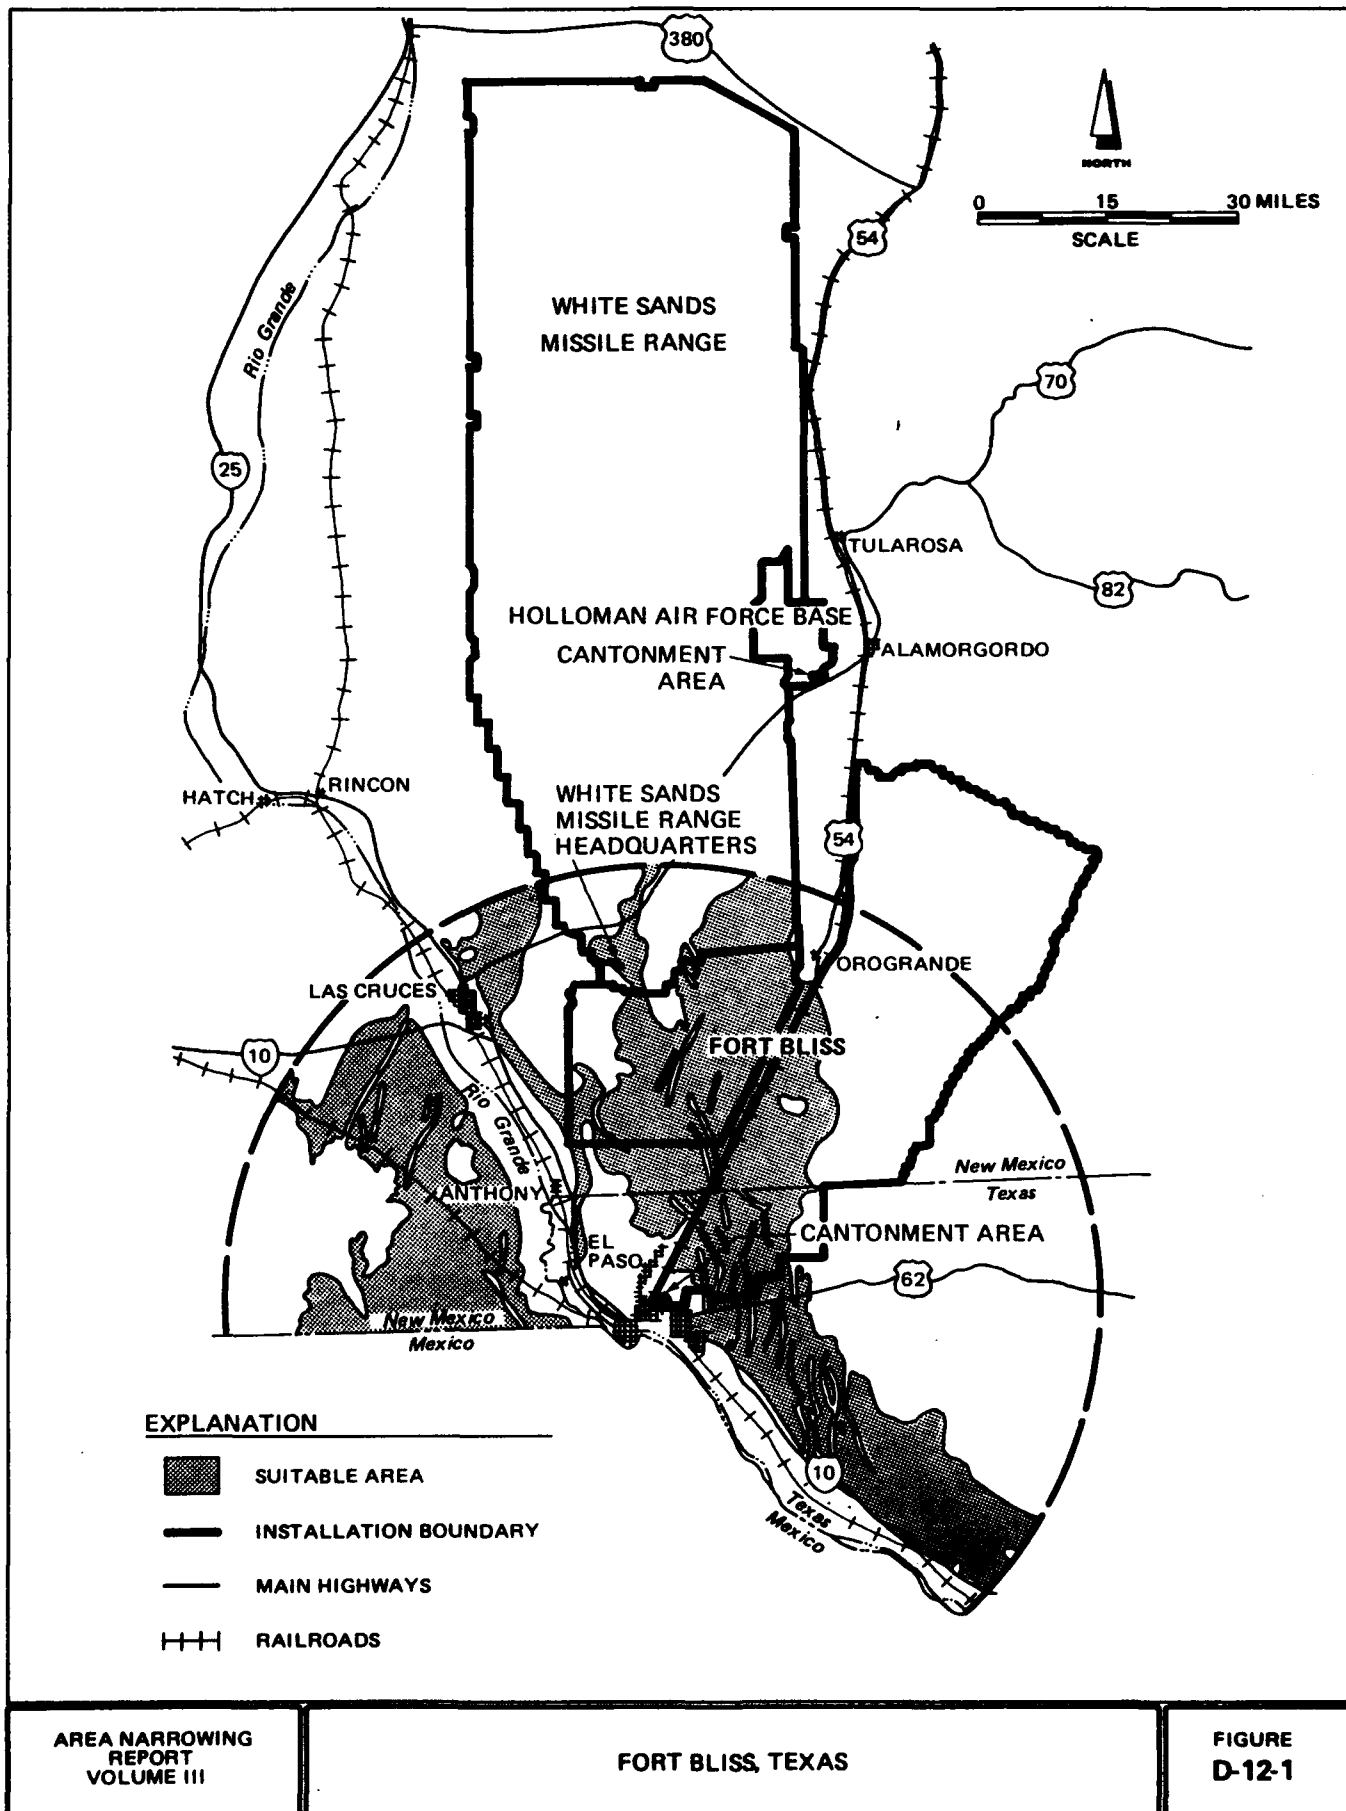 380
NORTH
0 15 30 MILES
SCALE
54
WHITE SANDS
MISSILE RANGE
Rio Grande
70
25
TULAROSA
82
HOLLOMAN AIR FORCE BASE
CANTONMENT
AREA
ALAMORGORDO
HATCH
RINCON
WHITE SANDS
MISSILE RANGE
HEADQUARTERS
54
OROGRANDE
LAS CRUCES
10
FORT BLISS
Rio Grande
New Mexico
Texas
ANTHONY
EL
PASO
CANTONMENT AREA
62
New Mexico
Mexico
10
Texas
Mexico
EXPLANATION
SUITABLE AREA
INSTALLATION BOUNDARY
MAIN HIGHWAYS
RAILROADS
AREA NARROWING
REPORT
VOLUME III
FORT BLISS, TEXAS
FIGURE
D-12-1